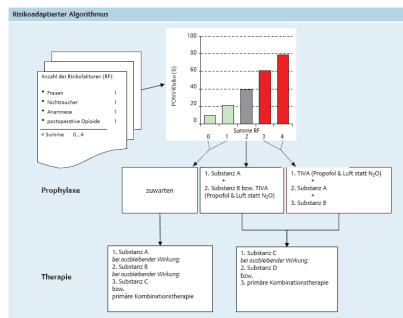 Risikoadaptierter Algorithmus
Anzahl der Risikofaktoren (RF):
• Frauen 1
• Nichtraucher 1
• Anamnese 1
• postoperative Opioide 1
= Summe 0...4
PONV-Risiko (%)
100
80
60
40
20
0
0 1 2 3 4
Summe RF
Prophylaxe
zuwarten
1. Substanz A
+
2. Substanz B bzw. TIVA
(Propofol & Luft statt N₂O)
1. TIVA (Propofol & Luft statt N₂O)
+
2. Substanz A
+
3. Substanz B
Therapie
1. Substanz A
bei ausbleibender Wirkung:
2. Substanz B
bei ausbleibender Wirkung:
3. Substanz C
bzw.
primäre Kombinationstherapie
1. Substanz C
bei ausbleibender Wirkung:
2. Substanz D
bzw.
3. primäre Kombinationstherapie